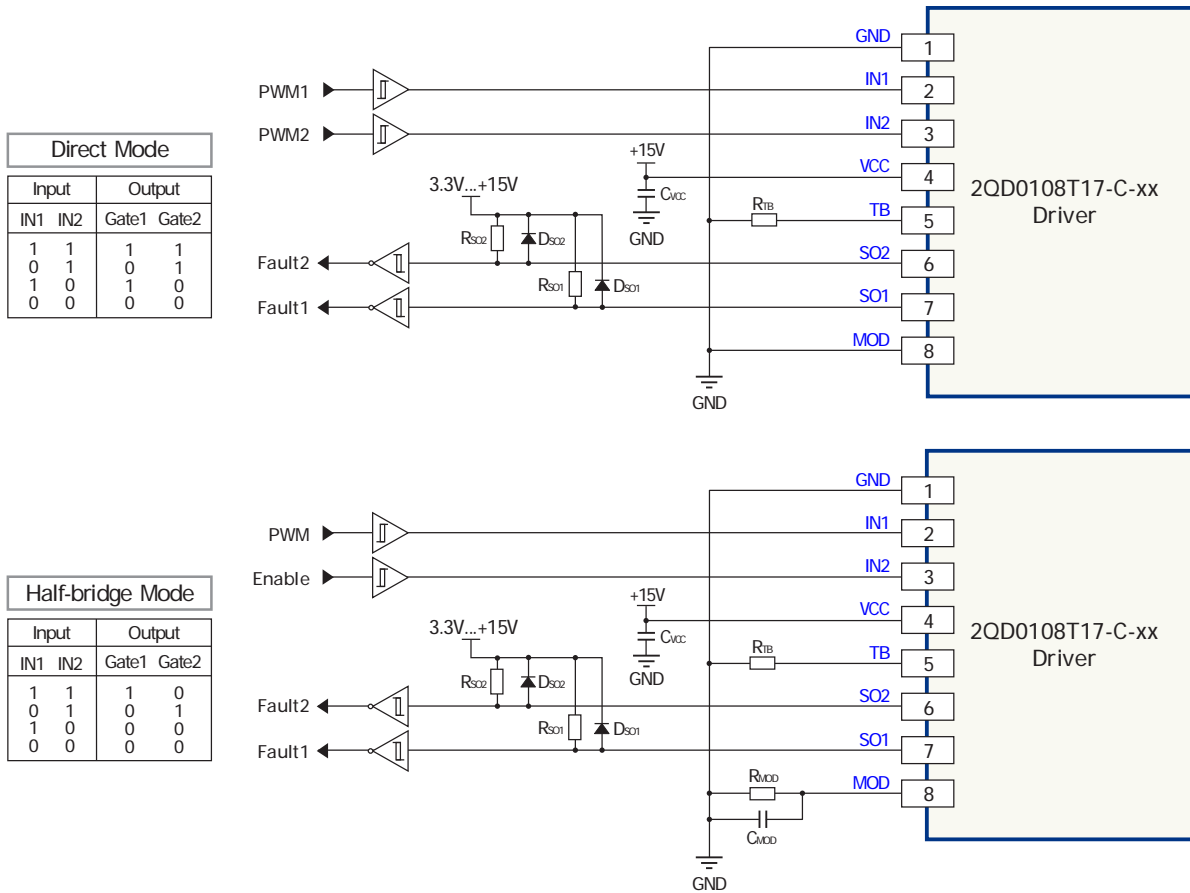 GND
1
PWM1
IN1
2
PWM2
IN2
3
Direct Mode
Input Output
IN1 IN2 Gate1 Gate2
1 1 1 1
0 1 0 1
1 0 1 0
0 0 0 0
+15V
VCC
4
CVCC
GND
2QD0108T17-C-xx
Driver
3.3V...+15V
RTB
TB
5
RSO2
DSO2
Fault2
SO2
6
RSO1
DSO1
Fault1
SO1
7
MOD
8
GND
GND
1
PWM
IN1
2
Enable
IN2
3
Half-bridge Mode
Input Output
IN1 IN2 Gate1 Gate2
1 1 1 0
0 1 0 1
1 0 0 0
0 0 0 0
+15V
VCC
4
CVCC
GND
2QD0108T17-C-xx
Driver
3.3V...+15V
RTB
TB
5
RSO2
DSO2
Fault2
SO2
6
RSO1
DSO1
Fault1
SO1
7
RMOD
MOD
8
CMOD
GND